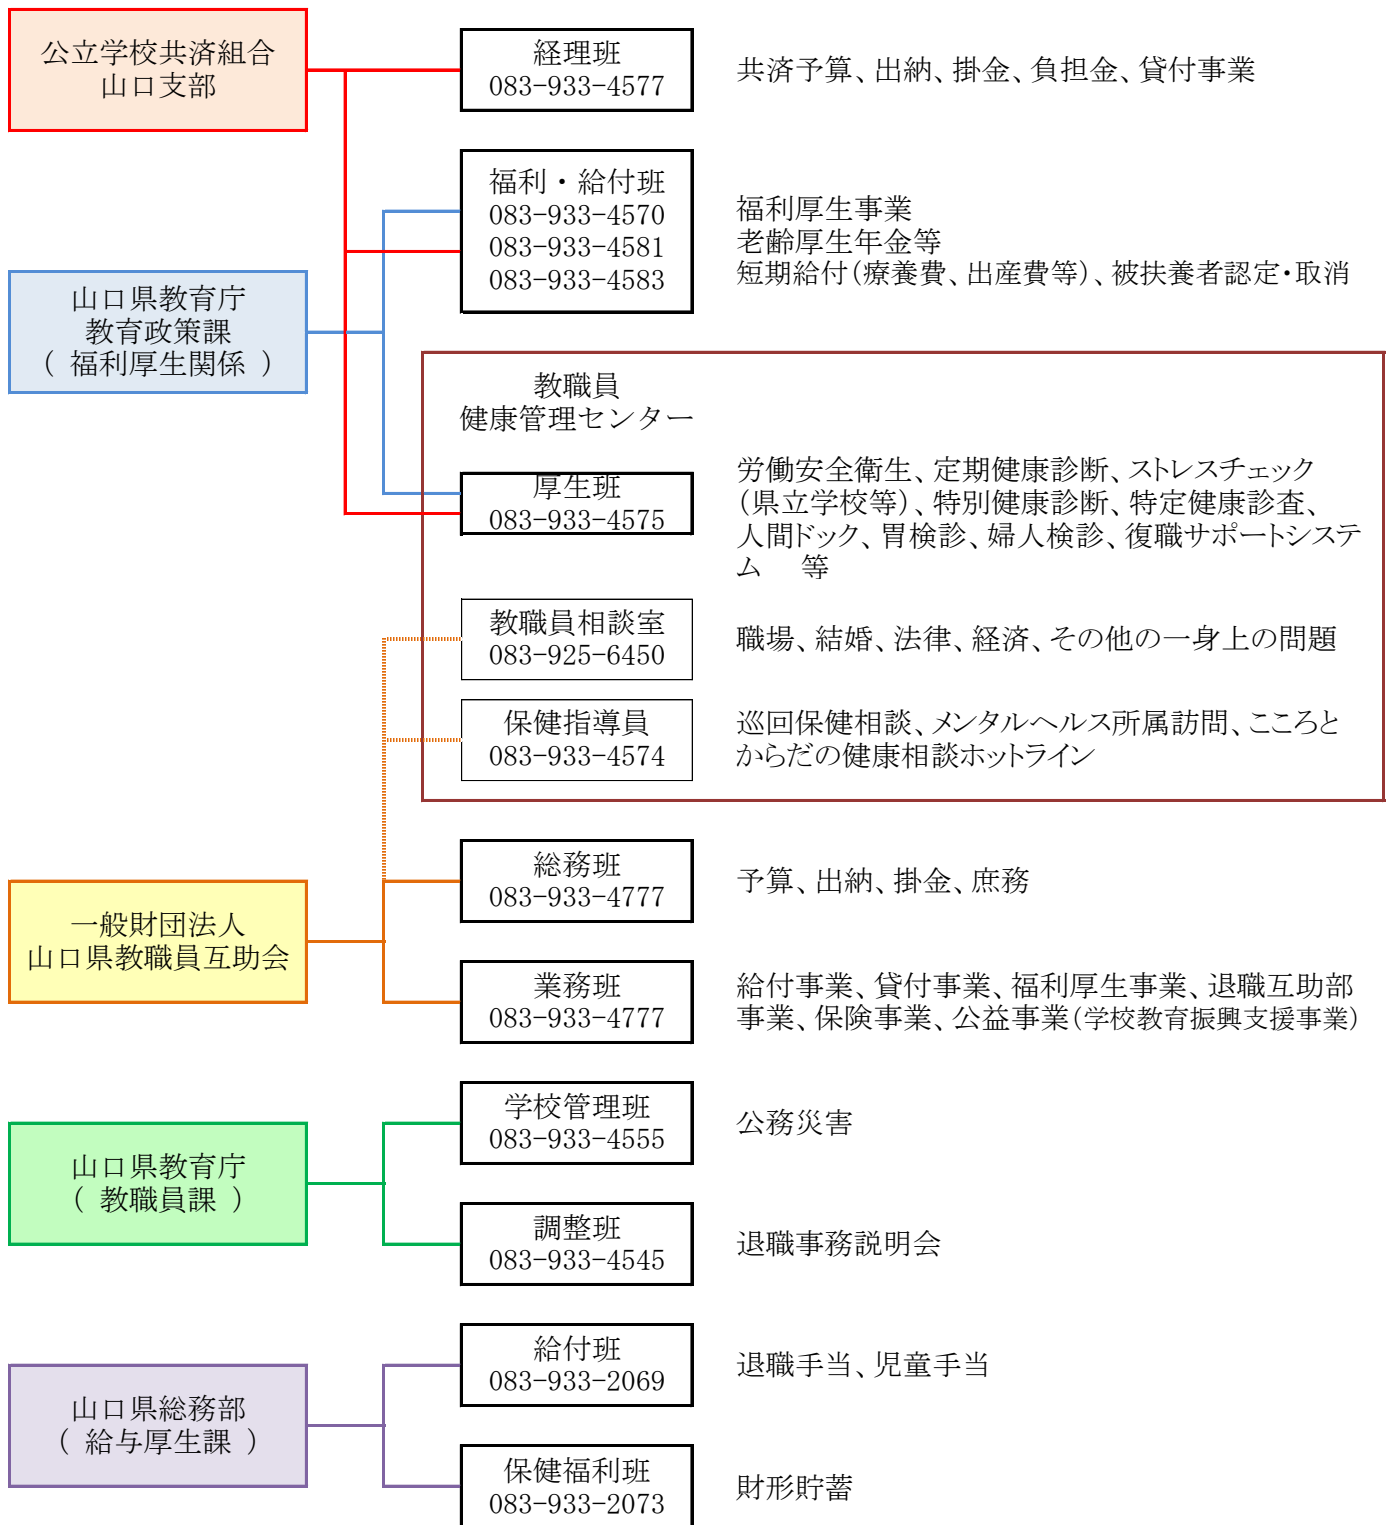 公立学校共済組合
山口支部
経理班
083-933-4577
共済予算、出納、掛金、負担金、貸付事業
福利・給付班
083-933-4570
083-933-4581
083-933-4583
福利厚生事業
老齢厚生年金等
短期給付（療養費、出産費等）、被扶養者認定・取消
山口県教育庁
教育政策課
（ 福利厚生関係 ）
教職員
健康管理センター
厚生班
083-933-4575
労働安全衛生、定期健康診断、ストレスチェック
（県立学校等）、特別健康診断、特定健康診査、
人間ドック、胃検診、婦人検診、復職サポートシステ
ム　等
教職員相談室
083-925-6450
職場、結婚、法律、経済、その他の一身上の問題
保健指導員
083-933-4574
巡回保健相談、メンタルヘルス所属訪問、こころと
からだの健康相談ホットライン
一般財団法人
山口県教職員互助会
総務班
083-933-4777
予算、出納、掛金、庶務
業務班
083-933-4777
給付事業、貸付事業、福利厚生事業、退職互助部
事業、保険事業、公益事業（学校教育振興支援事業）
山口県教育庁
（ 教職員課 ）
学校管理班
083-933-4555
公務災害
調整班
083-933-4545
退職事務説明会
山口県総務部
（ 給与厚生課 ）
給付班
083-933-2069
退職手当、児童手当
保健福利班
083-933-2073
財形貯蓄